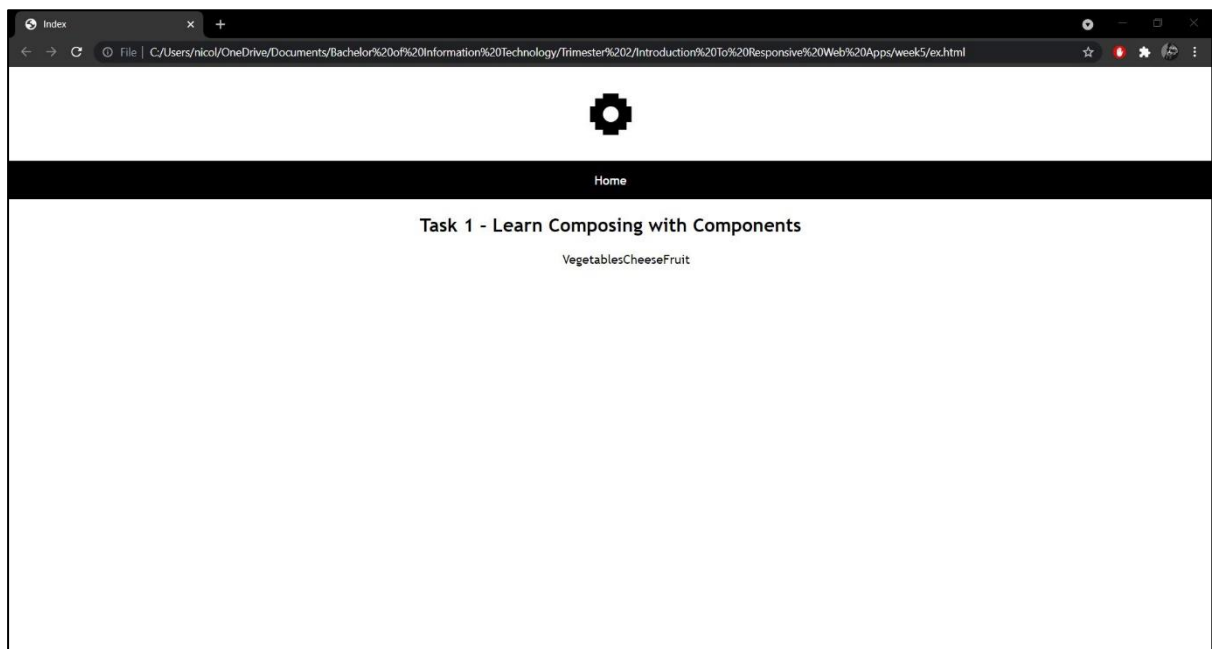 Index
File | C:/Users/nicol/OneDrive/Documents/Bachelor%20of%20Information%20Technology/Trimester%202/Introduction%20To%20Responsive%20Web%20Apps/week5/ex.html
Home
Task 1 - Learn Composing with Components
VegetablesCheeseFruit